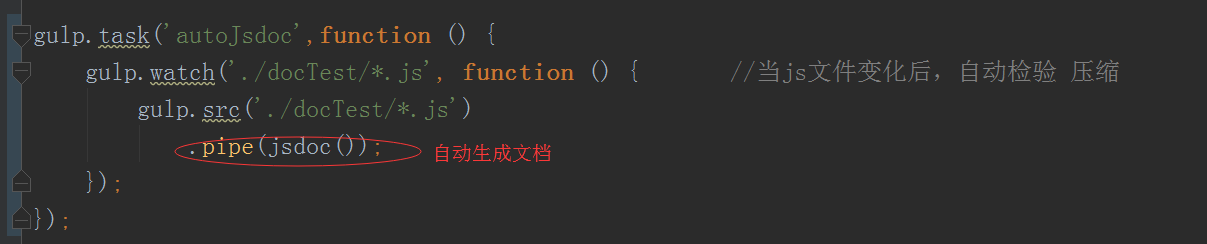 gulp.task('autoJsdoc',function () {
gulp.watch('./docTest/*.js', function () { //当js文件变化后，自动检验 压缩
gulp.src('./docTest/*.js')
.pipe(jsdoc()); 自动生成文档
});
});